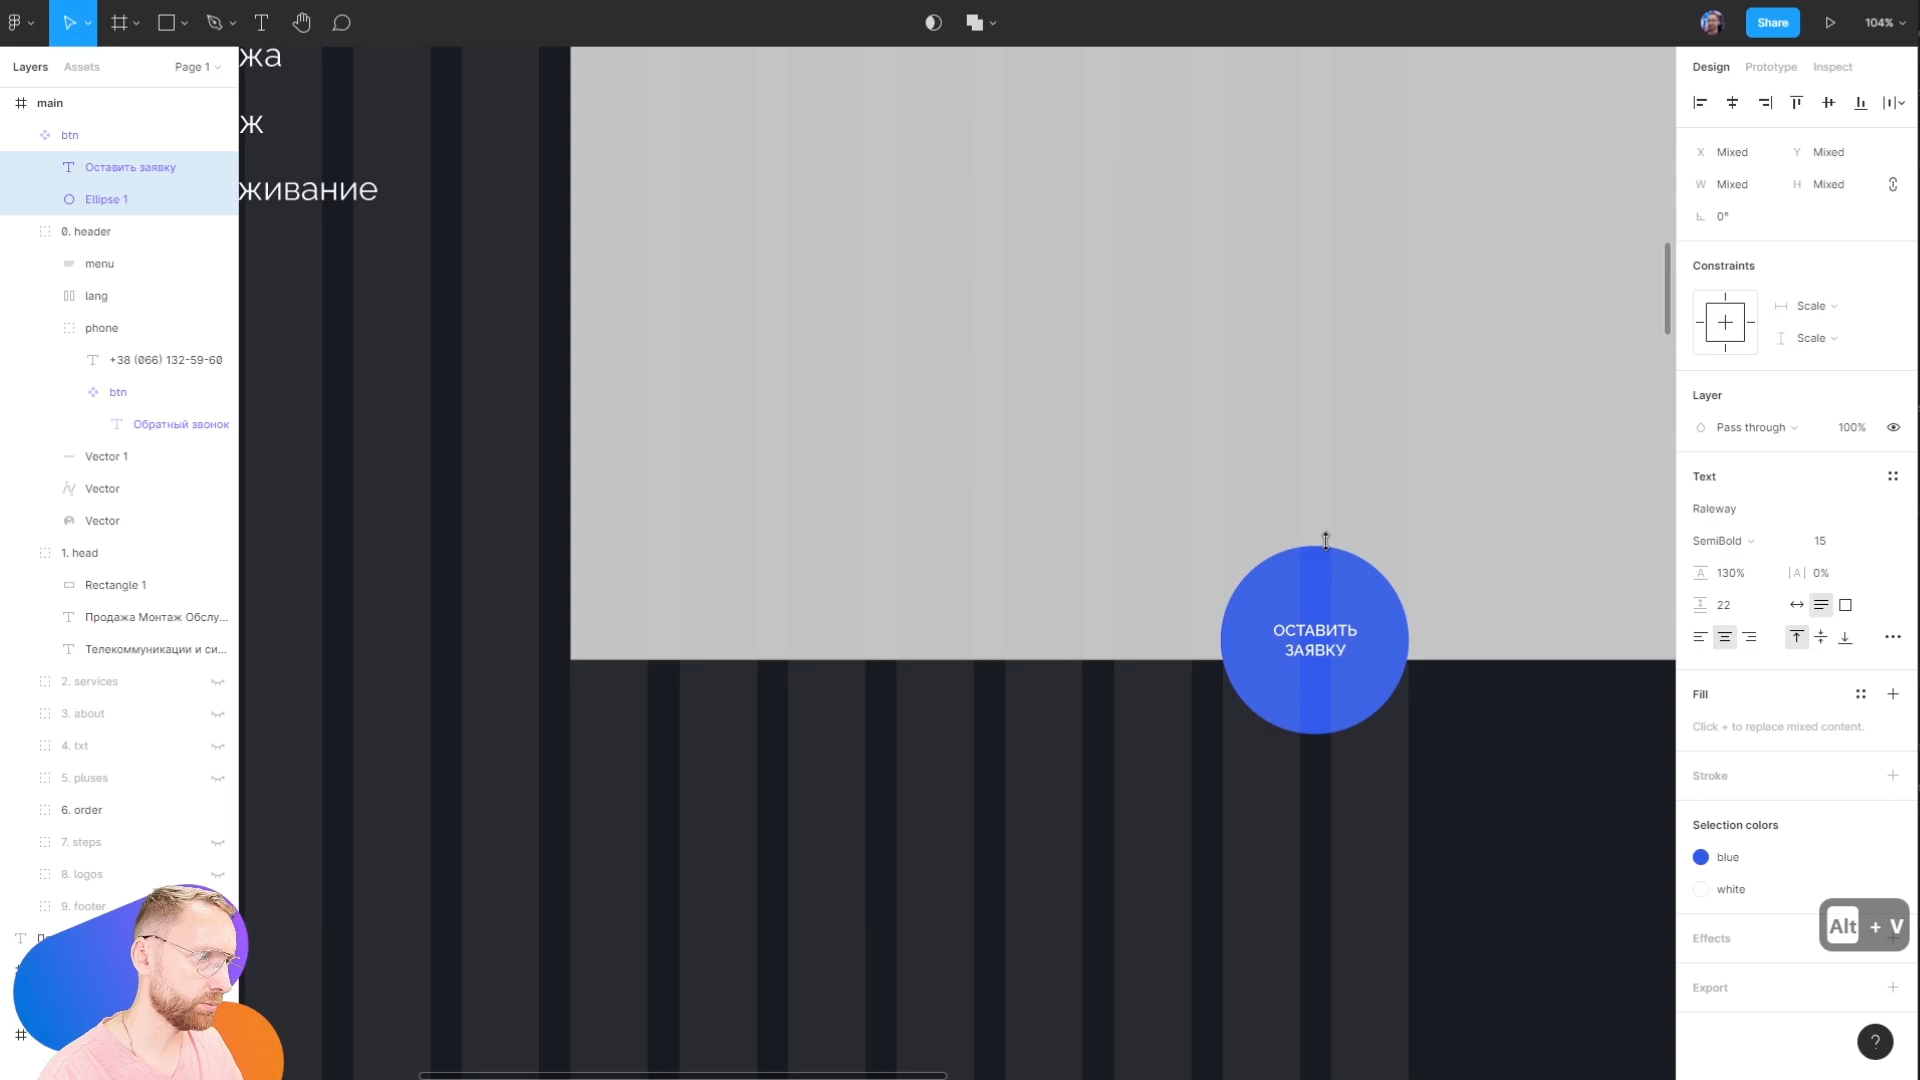 Share
104%
Layers
Assets
Page 1
main
btn
Оставить заявку
Ellipse 1
0. header
menu
lang
phone
+38 (066) 132-59-60
btn
Обратный звонок
Vector 1
Vector
Vector
1. head
Rectangle 1
Продажа Монтаж Обслу...
Телекоммуникации и си...
2. services
3. about
4. txt
5. pluses
6. order
7. steps
8. logos
9. footer
жа
ж
живание
ОСТАВИТЬ
ЗАЯВКУ
Design
Prototype
Inspect
X Mixed
Y Mixed
W Mixed
H Mixed
0°
Constraints
Scale
Scale
Layer
Pass through
100%
Text
Raleway
SemiBold
15
130%
0%
22
Fill
Click + to replace mixed content.
Stroke
Selection colors
blue
white
Alt + V
Effects
Export
?